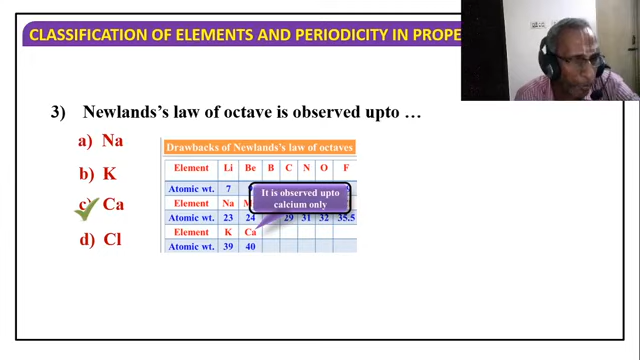 CLASSIFICATION OF ELEMENTS AND PERIODICITY IN
3) Newlands's law of octave is observed upto …
a) Na
b) K
c) Ca
d) Cl
Drawbacks of Newlands's law of octaves
Element Li Be B C N O F
Atomic wt. 7
Element Na
Atomic wt. 23 24 29 31 32 35.5
Element K Ca
Atomic wt. 39 40
It is observed upto
calcium only